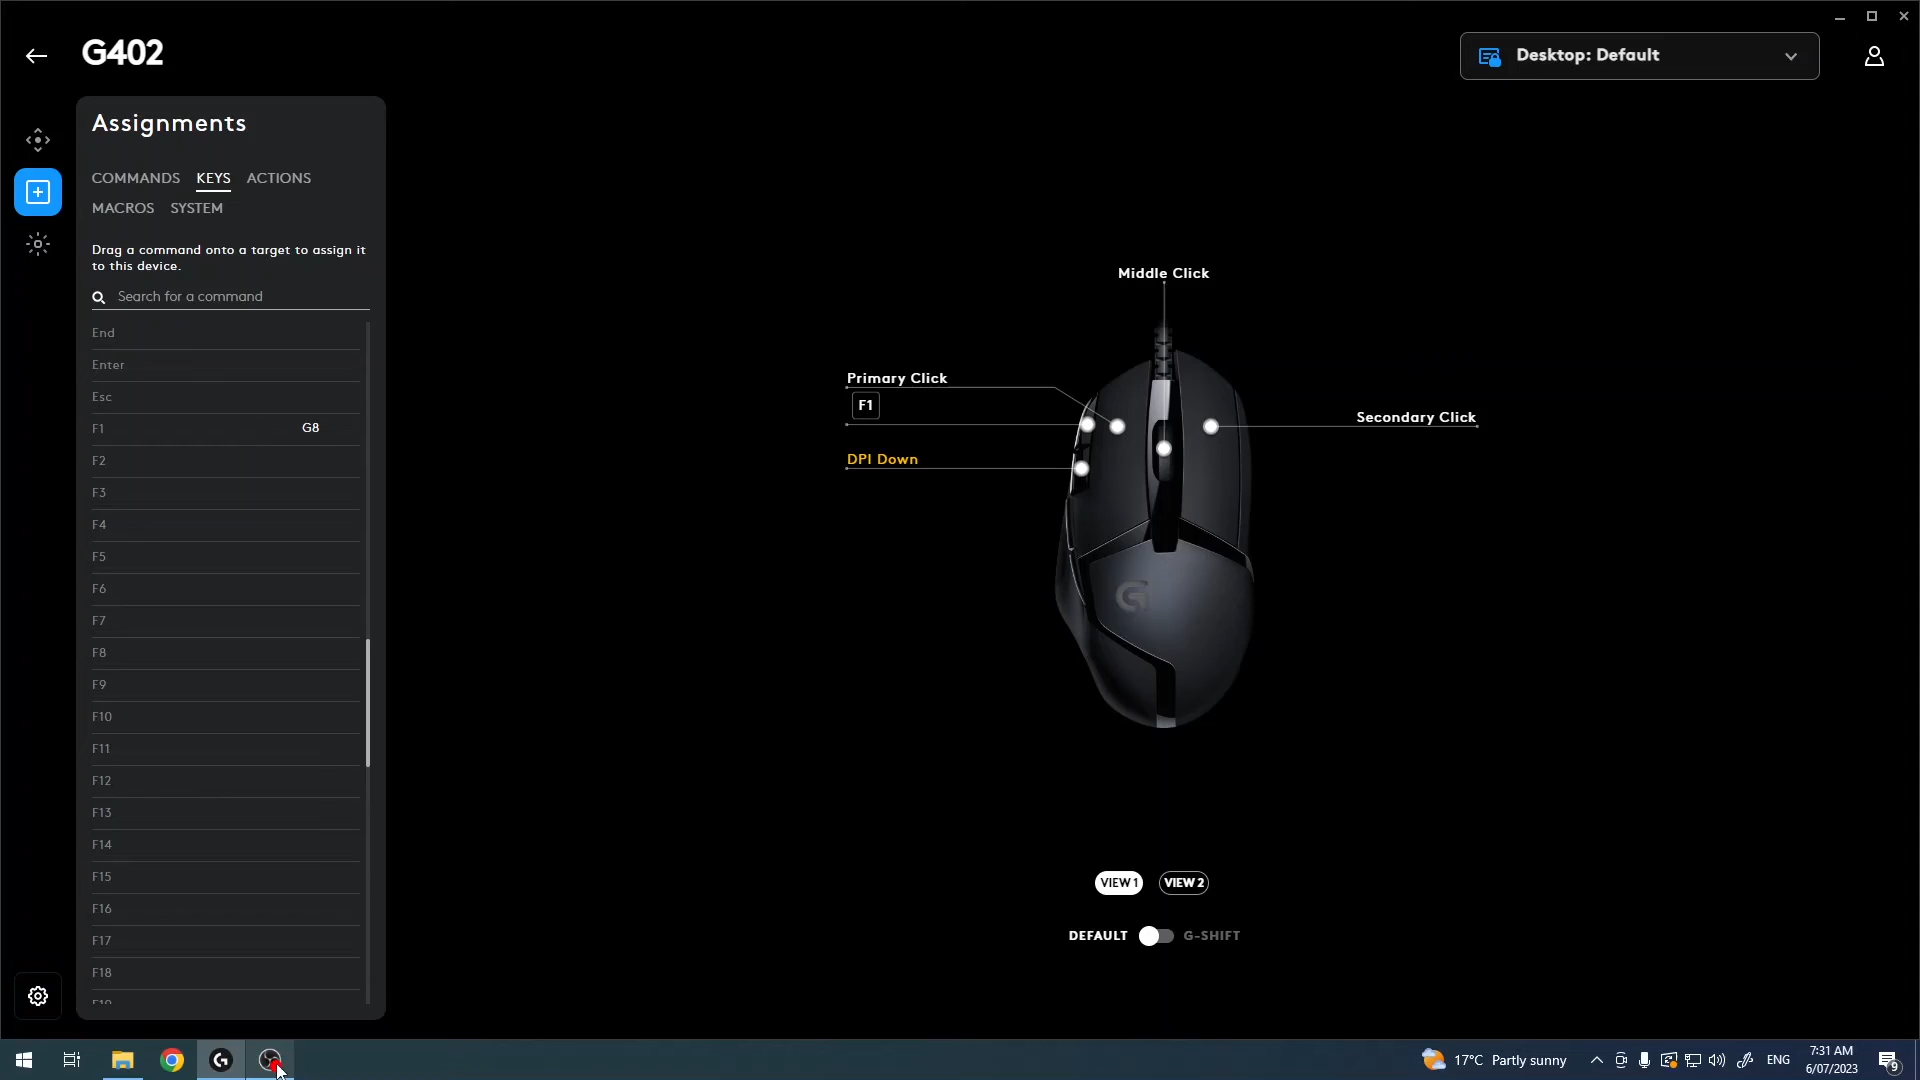 G402
Desktop: Default
Assignments
COMMANDS KEYS ACTIONS
MACROS SYSTEM
Drag a command onto a target to assign it
to this device.
Search for a command
End
Enter
Esc
F1 G8
F2
F3
F4
F5
F6
F7
F8
F9
F10
F11
F12
F13
F14
F15
F16
F17
F18
F19
Middle Click
Primary Click
F1
Secondary Click
DPI Down
VIEW 1 VIEW 2
DEFAULT G-SHIFT
17°C Partly sunny
ENG
7:31 AM
6/07/2023
9